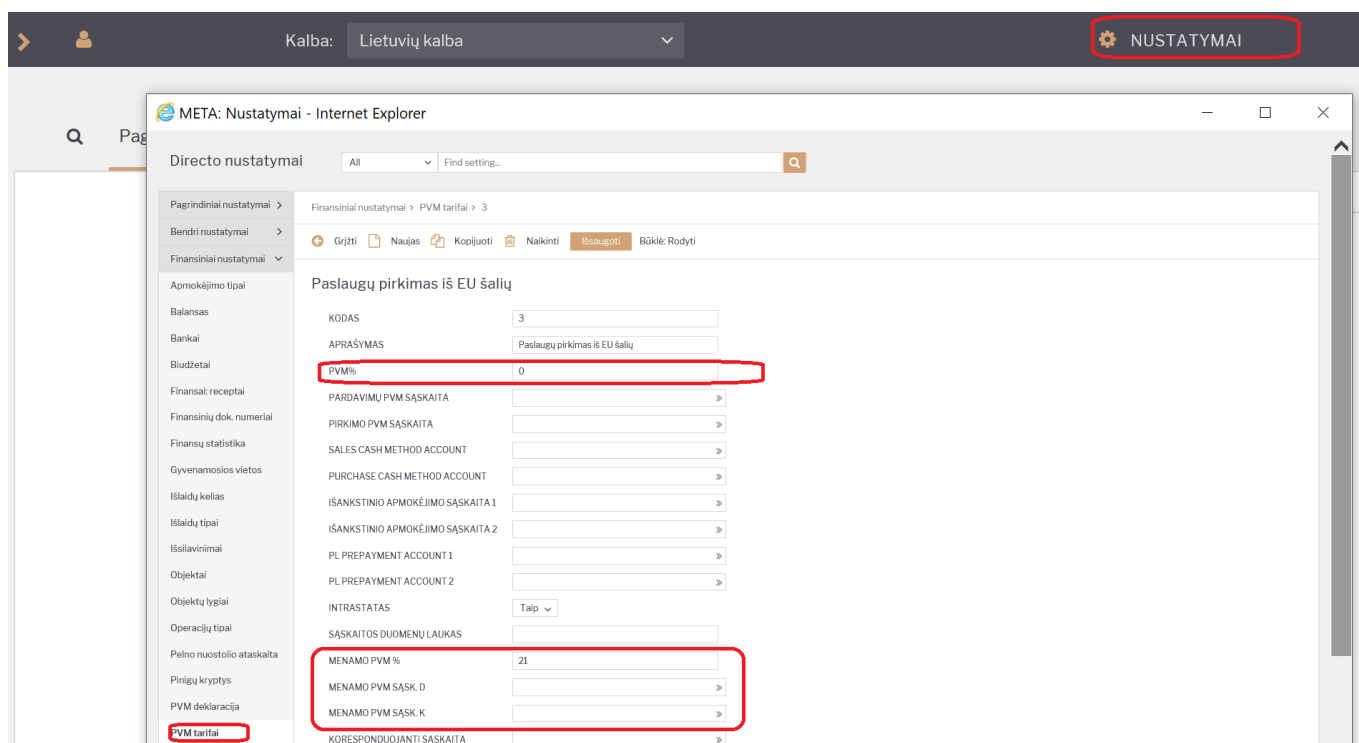 Kalba: Lietuvių kalba NUSTATYMAI
META: Nustatymai - Internet Explorer
Pag
Directo nustatymai All Find setting...
Pagrindiniai nustatymai >
Finansiniai nustatymai > PVM tarifai > 3
Bendri nustatymai >
Grįžti Naujas Kopijuoti Naikinti Išsaugoti Būklė: Rodyti
Finansiniai nustatymai
Apmokėjimo tipai
Paslaugų pirkimas iš EU šalių
Balansas
KODAS 3
Bankai
APRAŠYMAS Paslaugų pirkimas iš EU šalių
Biudžetai
PVM% 0
Finansai: receptai
PARDAVIMŲ PVM SĄSKAITA
Finansinių dok. numeriai
PIRKIMO PVM SĄSKAITA
Finansų statistika
SALES CASH METHOD ACCOUNT
Gyvenamosios vietos
PURCHASE CASH METHOD ACCOUNT
Išlaidų kelias
IŠANKSTINIO APMOKĖJIMO SĄSKAITA 1
Išlaidų tipai
IŠANKSTINIO APMOKĖJIMO SĄSKAITA 2
Išsilavinimai
PL PREPAYMENT ACCOUNT 1
Objektai
PL PREPAYMENT ACCOUNT 2
Objektų lygiai
INTRASTATAS Taip
Operacijų tipai
SĄSKAITOS DUOMENŲ LAUKAS
Pelno nuostolio ataskaita
MENAMO PVM % 21
Pinigų kryptys
MENAMO PVM SĄSK. D
PVM deklaracija
MENAMO PVM SĄSK. K
PVM tarifai
KORESPONDUOJANTI SĄSKAITA